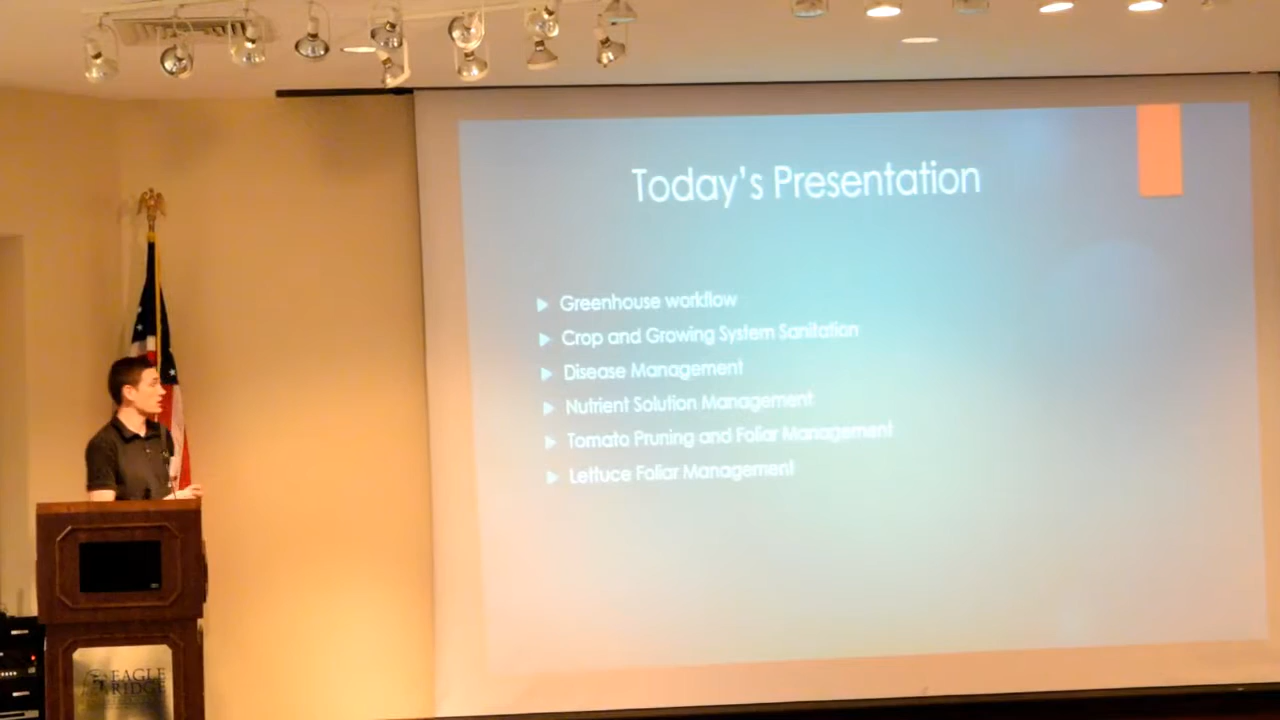 Today's Presentation
Greenhouse workflow
Crop and Growing System Sanitation
Disease Management
Nutrient Solution Management
Tomato Pruning and Foliar Management
Lettuce Foliar Management
EAGLE
RIDGE